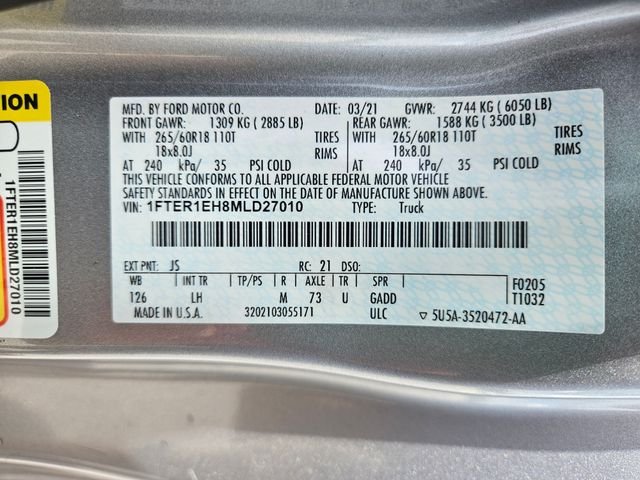 MFD. BY FORD MOTOR CO. DATE: 03/21 GVWR: 2744 KG ( 6050 LB)
FRONT GAWR: 1309 KG ( 2885 LB) REAR GAWR: 1588 KG ( 3500 LB)
WITH 265/60R18 110T TIRES WITH 265/60R18 110T TIRES
18x8.0J RIMS 18x8.0J RIMS
AT 240 kPa/ 35 PSI COLD AT 240 kPa/ 35 PSI COLD
THIS VEHICLE CONFORMS TO ALL APPLICABLE FEDERAL MOTOR VEHICLE
SAFETY STANDARDS IN EFFECT ON THE DATE OF MANUFACTURE SHOWN ABOVE.
VIN: 1FTER1EH8MLD27010 TYPE: Truck
EXT PNT: JS RC: 21 DSO:
WB INT TR TP/PS R AXLE TR SPR F0205
126 LH M 73 U GADD T1032
MADE IN U.S.A. 3202103055171 ULC ▽ 5U5A-3520472-AA
TION
1FTER1EH8MLD27010